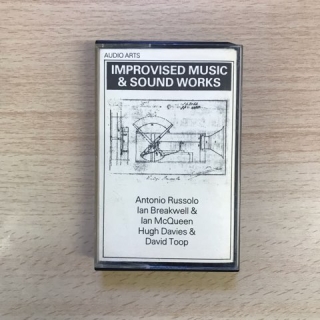 AUDIO ARTS
IMPROVISED MUSIC
& SOUND WORKS
Antonio Russolo
Ian Breakwell &
Ian McQueen
Hugh Davies &
David Toop